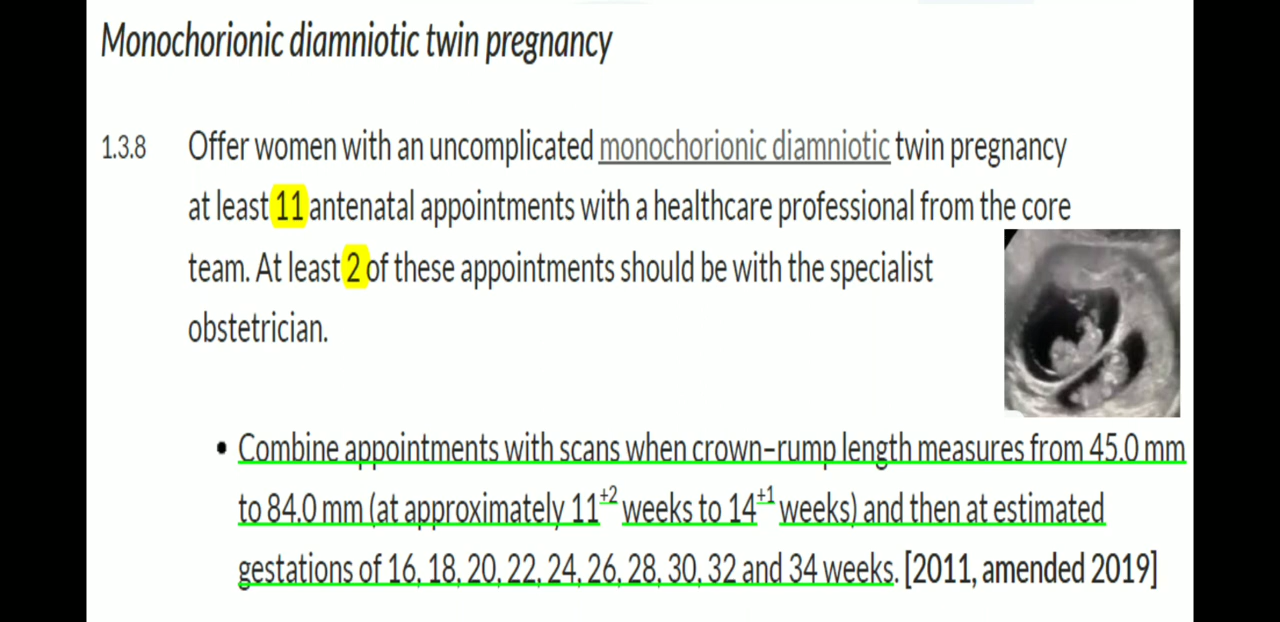 Monochorionic diamniotic twin pregnancy
1.3.8 Offer women with an uncomplicated monochorionic diamniotic twin pregnancy
at least 11 antenatal appointments with a healthcare professional from the core
team. At least 2 of these appointments should be with the specialist
obstetrician.
• Combine appointments with scans when crown–rump length measures from 45.0 mm
to 84.0 mm (at approximately 11⁺² weeks to 14⁺¹ weeks) and then at estimated
gestations of 16, 18, 20, 22, 24, 26, 28, 30, 32 and 34 weeks. [2011, amended 2019]